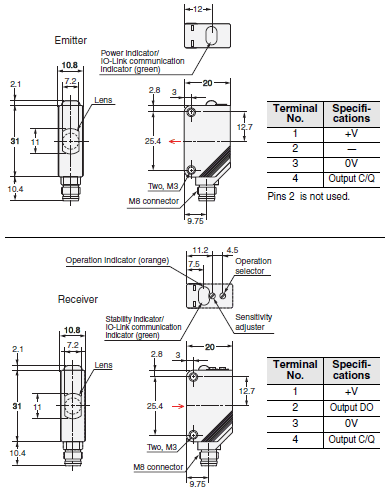 12
Emitter
Power Indicator/
IO-Link communication
Indicator (green)
10.8
7.2
2.1
Lens
31
11
10.4
20
2.8
3
25.4
12.7
Two, M3
M8 connector
9.75
Terminal No. Specifi-cations
1 +V
2 —
3 0V
4 Output C/Q
Pins 2 is not used.
Operation Indicator (orange)
11.2
4.5
7.5
Operation
selector
Receiver
Stability Indicator/
IO-Link communication
Indicator (green)
Sensitivity
adjuster
10.8
7.2
2.1
Lens
31
11
10.4
20
2.8
3
25.4
12.7
Two, M3
M8 connector
9.75
Terminal No. Specifi-cations
1 +V
2 Output DO
3 0V
4 Output C/Q